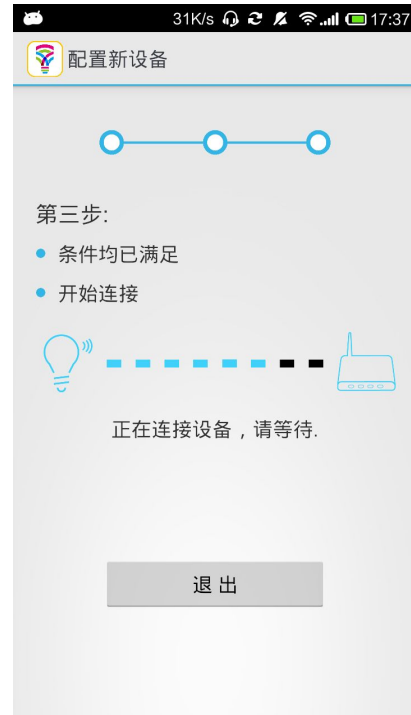 31K/s 17:37
配置新设备
第三步:
条件均已满足
开始连接
正在连接设备，请等待.
退出